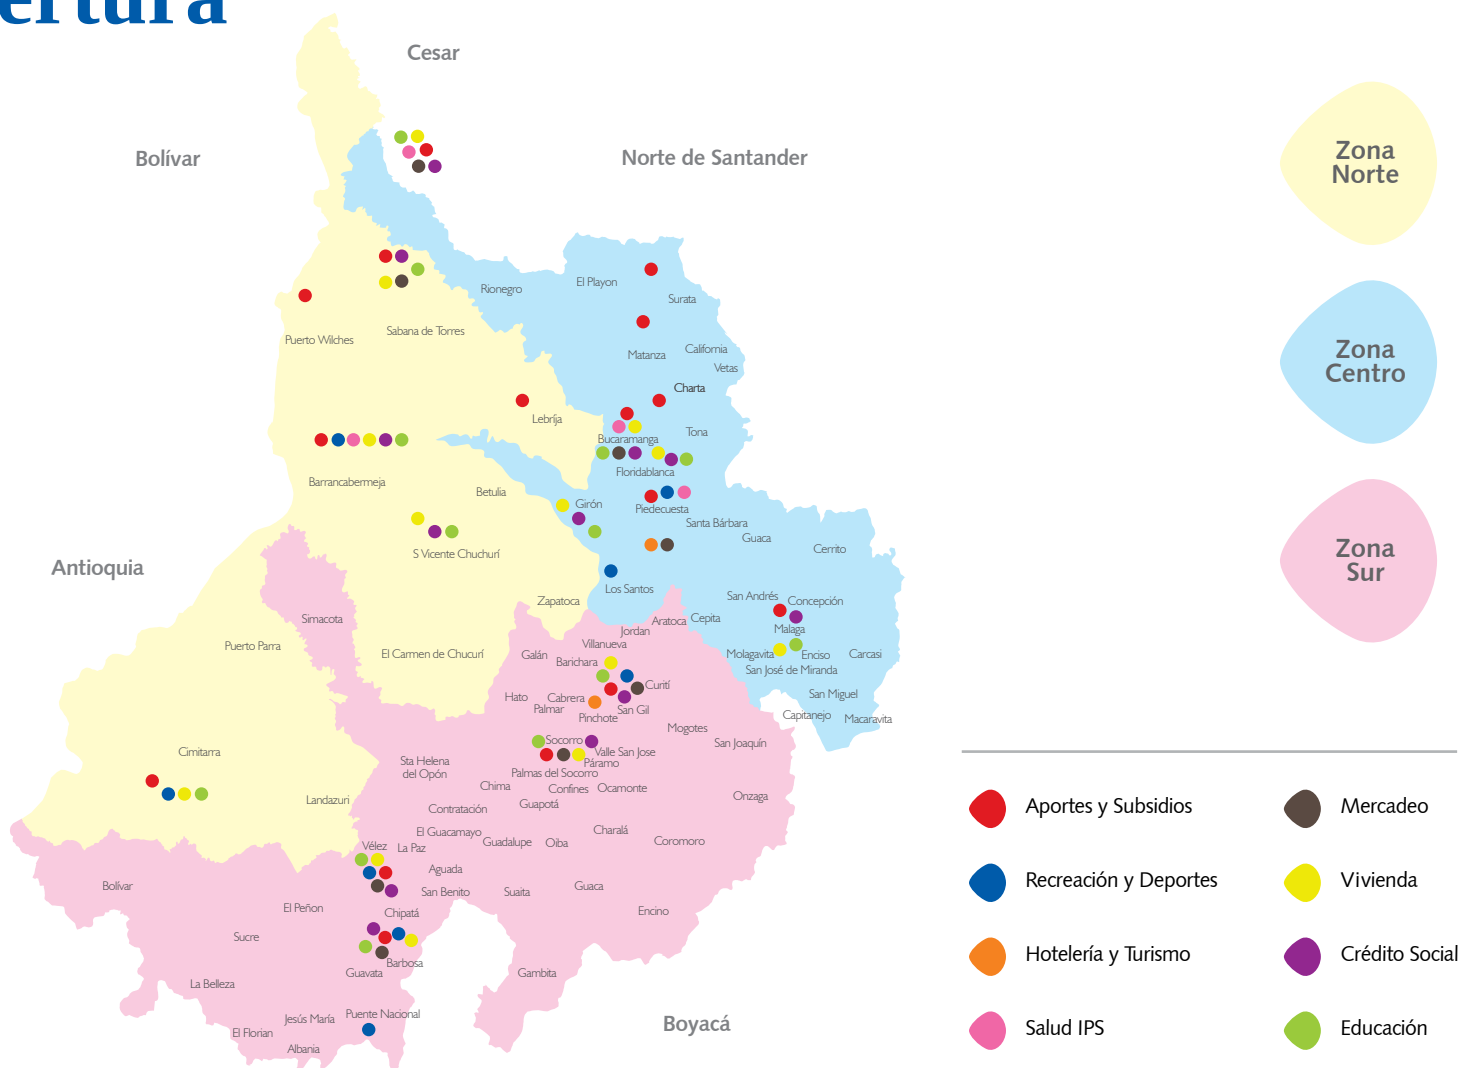 ertura
Cesar
Bolívar
Norte de Santander
Zona
Norte
Rionegro
El Playon
Surata
Puerto Wilches
Sabana de Torres
Matanza
California
Vetas
Zona
Centro
Charta
Lebríja
Bucaramanga
Tona
Floridablanca
Barrancabermeja
Betulia
Girón
Piedecuesta
Santa Bárbara
Guaca
Cerrito
S Vicente Chuchurí
Antioquia
Zona
Sur
Los Santos
Zapatoca
San Andrés
Concepción
Simacota
Aratoca
Cepita
Jordan
Malaga
Puerto Parra
El Carmen de Chucurí
Villanueva
Galán
Barichara
Molagavita
Enciso
Carcasi
San José de Miranda
Curití
Hato
Cabrera
San Miguel
Palmar
San Gil
Pinchote
Capitanejo
Macaravita
Mogotes
San Joaquín
Socorro
Valle San Jose
Cimitarra
Sta Helena
del Opón
Páramo
Palmas del Socorro
Chima
Confines
Ocamonte
Onzaga
Landazuri
Contratación
Guapotá
El Guacamayo
Guadalupe
Oiba
Charalá
Coromoro
Vélez
La Paz
Aguada
Bolívar
San Benito
Suaita
Guaca
El Peñon
Chipatá
Encino
Sucre
Barbosa
Guavata
Gambita
La Belleza
Puente Nacional
Jesús María
El Florian
Albania
Boyacá
Aportes y Subsidios
Mercadeo
Recreación y Deportes
Vivienda
Hotelería y Turismo
Crédito Social
Salud IPS
Educación